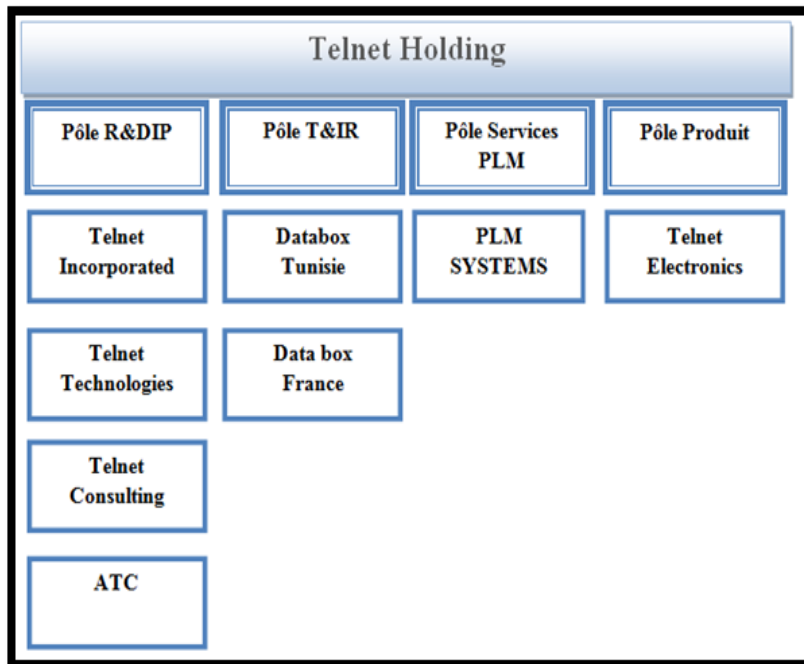 Telnet Holding
Pôle R&DIP
Pôle T&IR
Pôle Services
PLM
Pôle Produit
Telnet
Incorporated
Databox
Tunisie
PLM
SYSTEMS
Telnet
Electronics
Telnet
Technologies
Data box
France
Telnet
Consulting
ATC